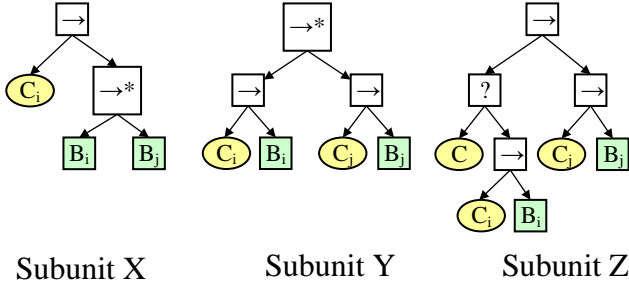 → →* →
C_i →* → → ? →
B_i B_j C_i B_i C_j B_j C → C_j B_j
C_i B_i
Subunit X Subunit Y Subunit Z